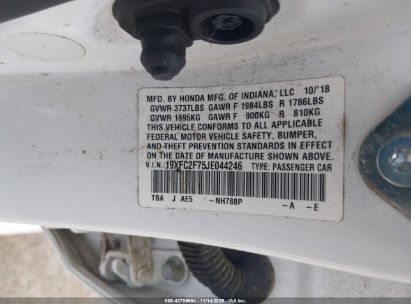 MFD. BY HONDA MFG. OF INDIANA, LLC 10/'18
GVWR 3737LBS GAWR F 1984LBS R 1786LBS
GVWR 1695KG GAWR F 900KG R 810KG
THIS VEHICLE CONFORMS TO ALL APPLICABLE
FEDERAL MOTOR VEHICLE SAFETY, BUMPER,
AND THEFT PREVENTION STANDARDS IN EFFECT
ON THE DATE OF MANUFACTURE SHOWN ABOVE.
V.I.N. 19XFC2F75JE044246 TYPE: PASSENGER CAR
TBA J AE5 -NH788P -A -E